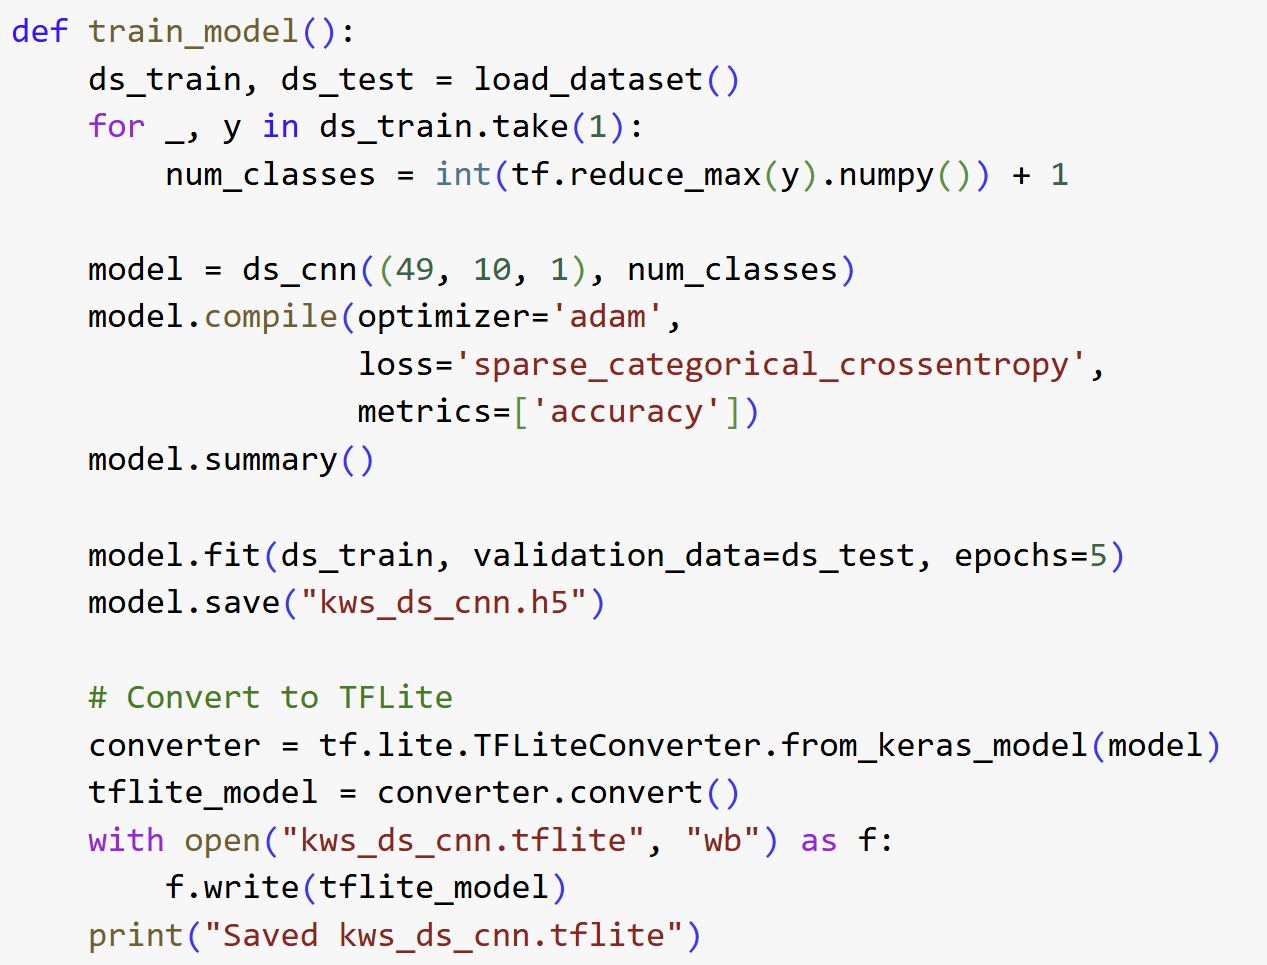 def train_model():
    ds_train, ds_test = load_dataset()
    for _, y in ds_train.take(1):
        num_classes = int(tf.reduce_max(y).numpy()) + 1

    model = ds_cnn((49, 10, 1), num_classes)
    model.compile(optimizer='adam',
                  loss='sparse_categorical_crossentropy',
                  metrics=['accuracy'])
    model.summary()

    model.fit(ds_train, validation_data=ds_test, epochs=5)
    model.save("kws_ds_cnn.h5")

    # Convert to TFLite
    converter = tf.lite.TFLiteConverter.from_keras_model(model)
    tflite_model = converter.convert()
    with open("kws_ds_cnn.tflite", "wb") as f:
        f.write(tflite_model)
    print("Saved kws_ds_cnn.tflite")